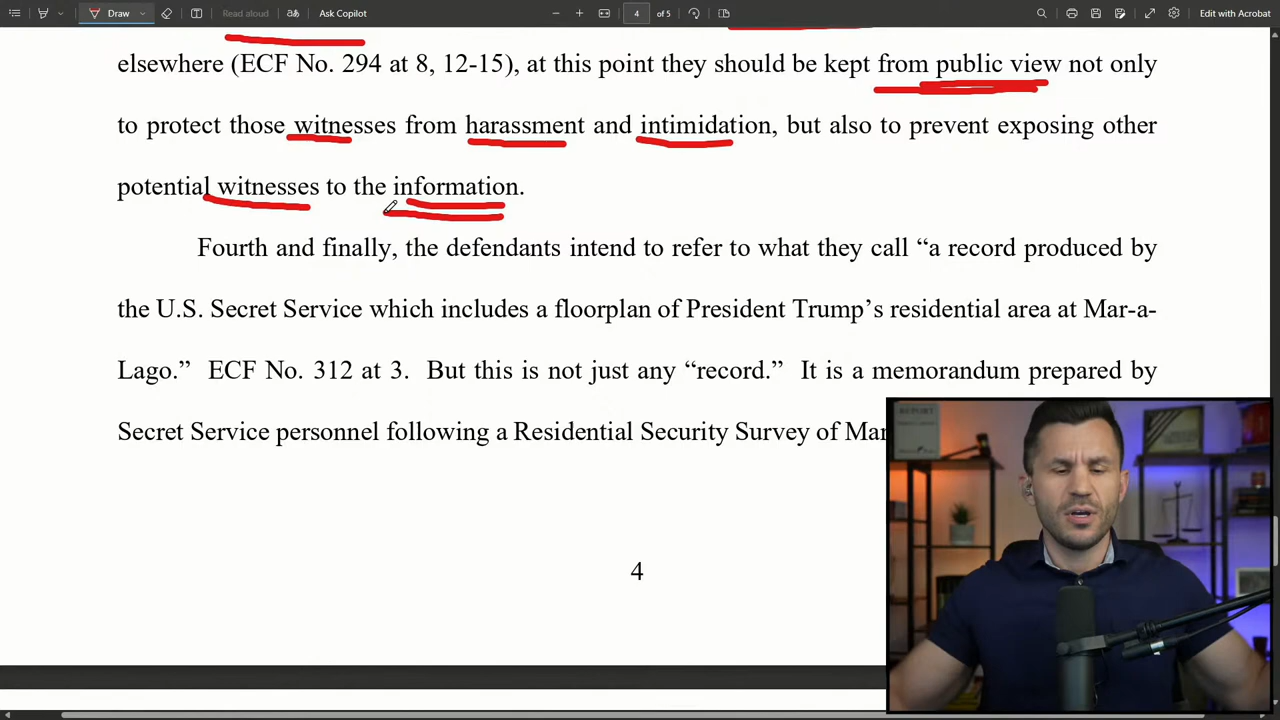 Draw
Read aloud
Ask Copilot
4 of 5
Edit with Acrobat
elsewhere (ECF No. 294 at 8, 12-15), at this point they should be kept from public view not only
to protect those witnesses from harassment and intimidation, but also to prevent exposing other
potential witnesses to the information.
Fourth and finally, the defendants intend to refer to what they call “a record produced by
the U.S. Secret Service which includes a floorplan of President Trump’s residential area at Mar-a-
Lago.” ECF No. 312 at 3. But this is not just any “record.” It is a memorandum prepared by
Secret Service personnel following a Residential Security Survey of Mar
4
REPORT